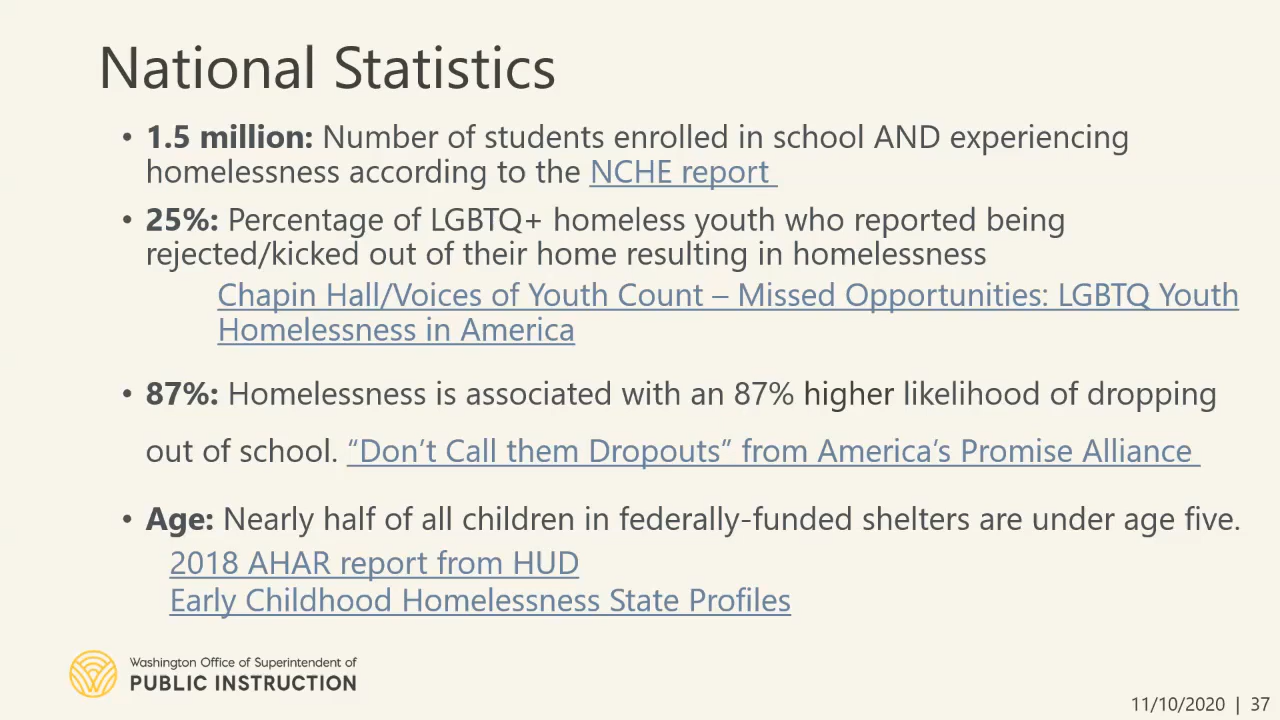 National Statistics
• 1.5 million: Number of students enrolled in school AND experiencing
homelessness according to the NCHE report
• 25%: Percentage of LGBTQ+ homeless youth who reported being
rejected/kicked out of their home resulting in homelessness
Chapin Hall/Voices of Youth Count – Missed Opportunities: LGBTQ Youth
Homelessness in America
• 87%: Homelessness is associated with an 87% higher likelihood of dropping
out of school. “Don’t Call them Dropouts” from America’s Promise Alliance
• Age: Nearly half of all children in federally-funded shelters are under age five.
2018 AHAR report from HUD
Early Childhood Homelessness State Profiles
Washington Office of Superintendent of
PUBLIC INSTRUCTION
11/10/2020 | 37